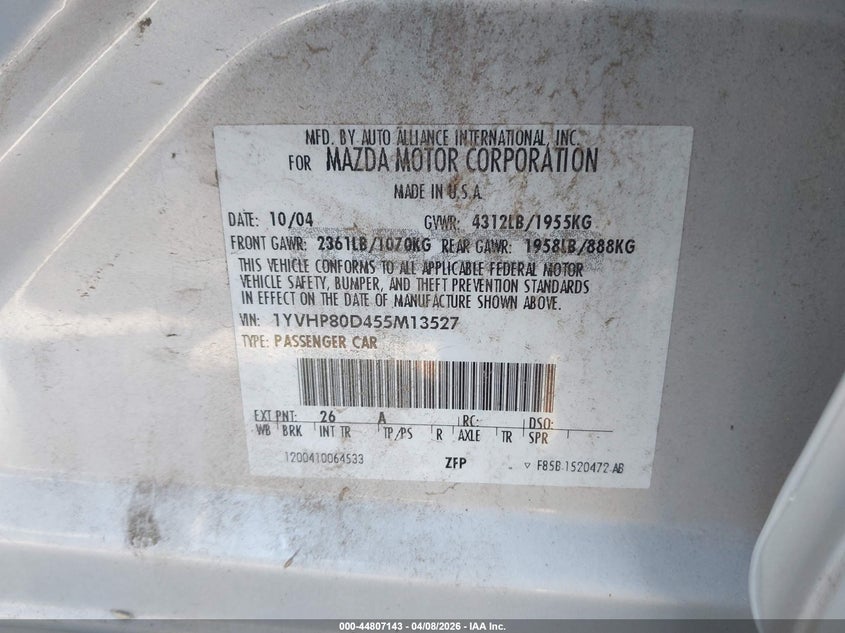 MFD. BY AUTO ALLIANCE INTERNATIONAL, INC.
FOR MAZDA MOTOR CORPORATION
MADE IN U.S.A.
DATE: 10/04 GVWR: 4312LB/1955KG
FRONT GAWR: 2361LB/1070KG REAR GAWR: 1958LB/888KG
THIS VEHICLE CONFORMS TO ALL APPLICABLE FEDERAL MOTOR
VEHICLE SAFETY, BUMPER, AND THEFT PREVENTION STANDARDS
IN EFFECT ON THE DATE OF MANUFACTURE SHOWN ABOVE.
VIN: 1YVHP80D455M13527
TYPE: PASSENGER CAR
EXT PNT: 26 A RC: DSO:
WB BRK INT TR TP/PS R AXLE TR SPR
1200410064533 ZFP F85B-1520472-AB
000-44807143 - 04/08/2026 - IAA Inc.